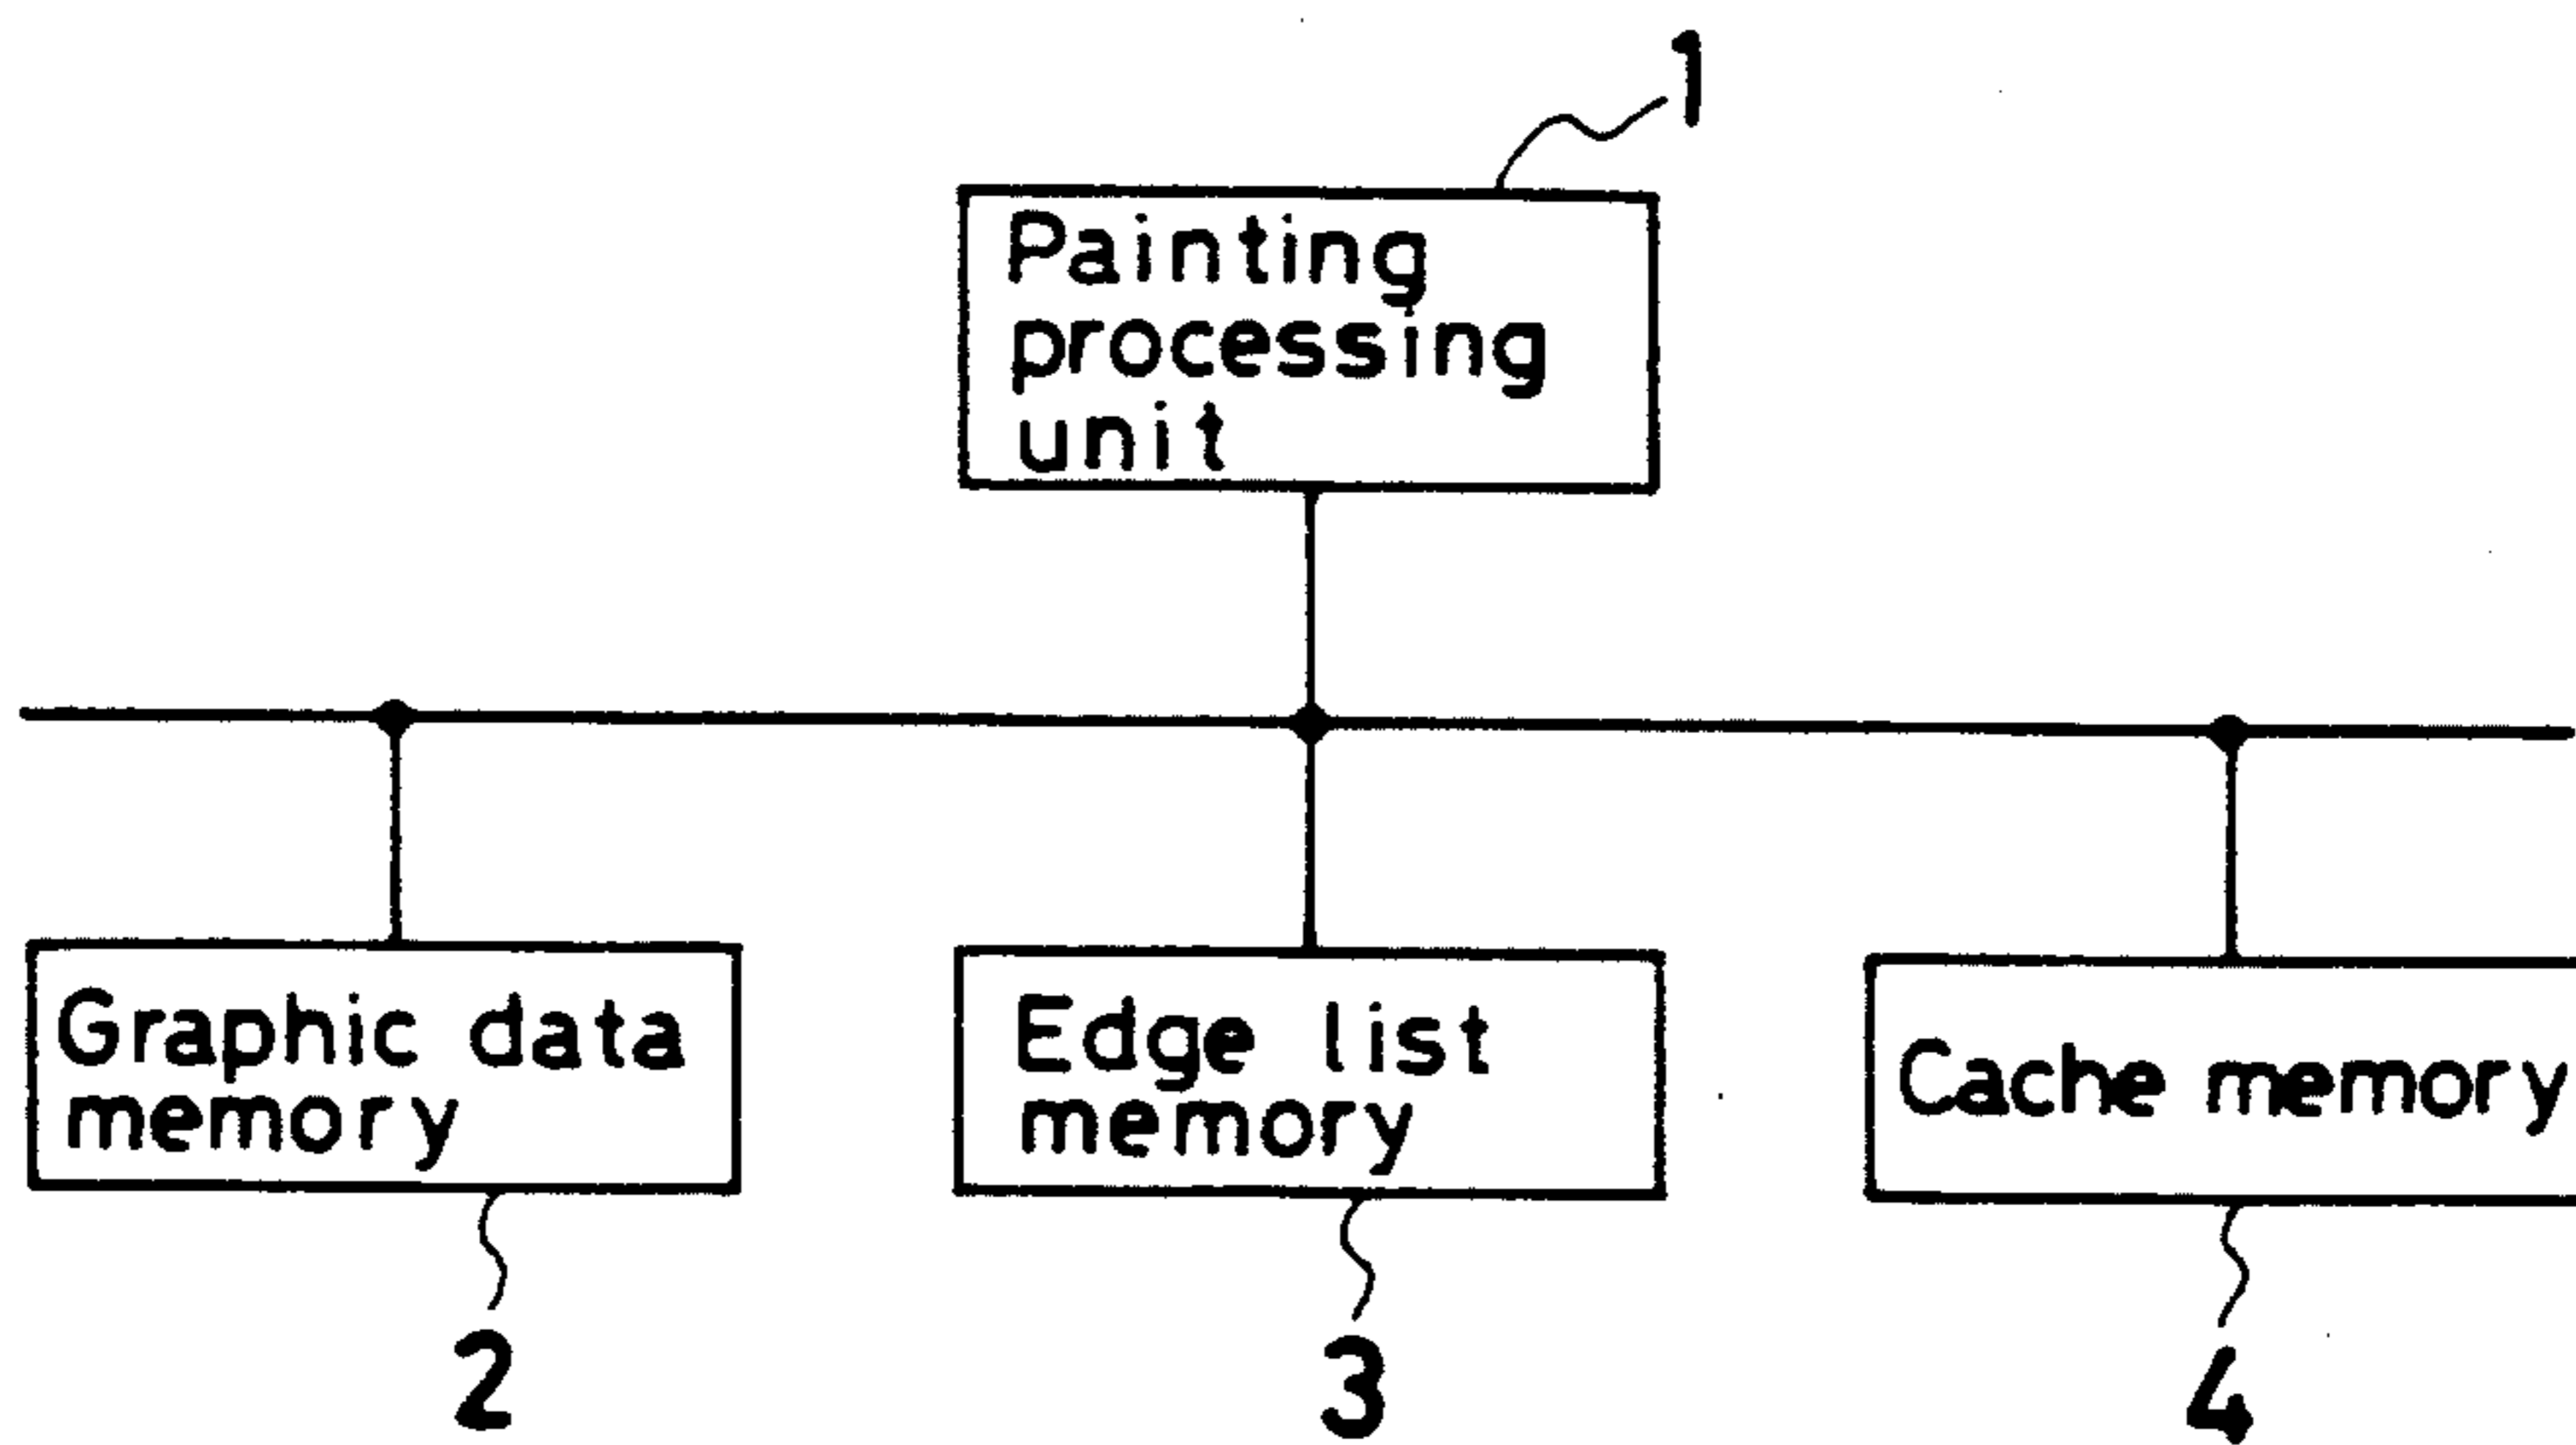 1
Painting
processing
unit
Graphic data
memory
Edge list
memory
Cache memory
2
3
4